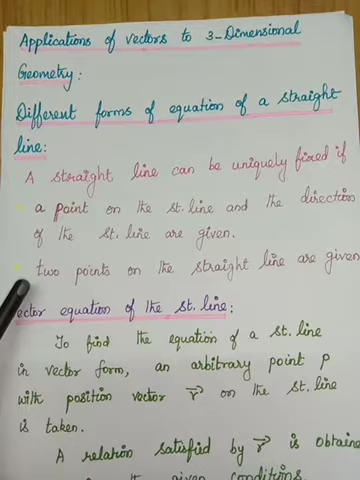 Applications of vectors to 3-Dimensional
Geometry:
Different forms of equation of a straight
line:
A straight line can be uniquely fixed if
a point on the st. line and the direction
of the st. line are given.
two points on the straight line are given
ector equation of the st. line:
To find the equation of a st. line
in vector form, an arbitrary point P
with position vector r⃗ on the st. line
is taken.
A relation satisfied by r⃗ is obtaine
the given conditions